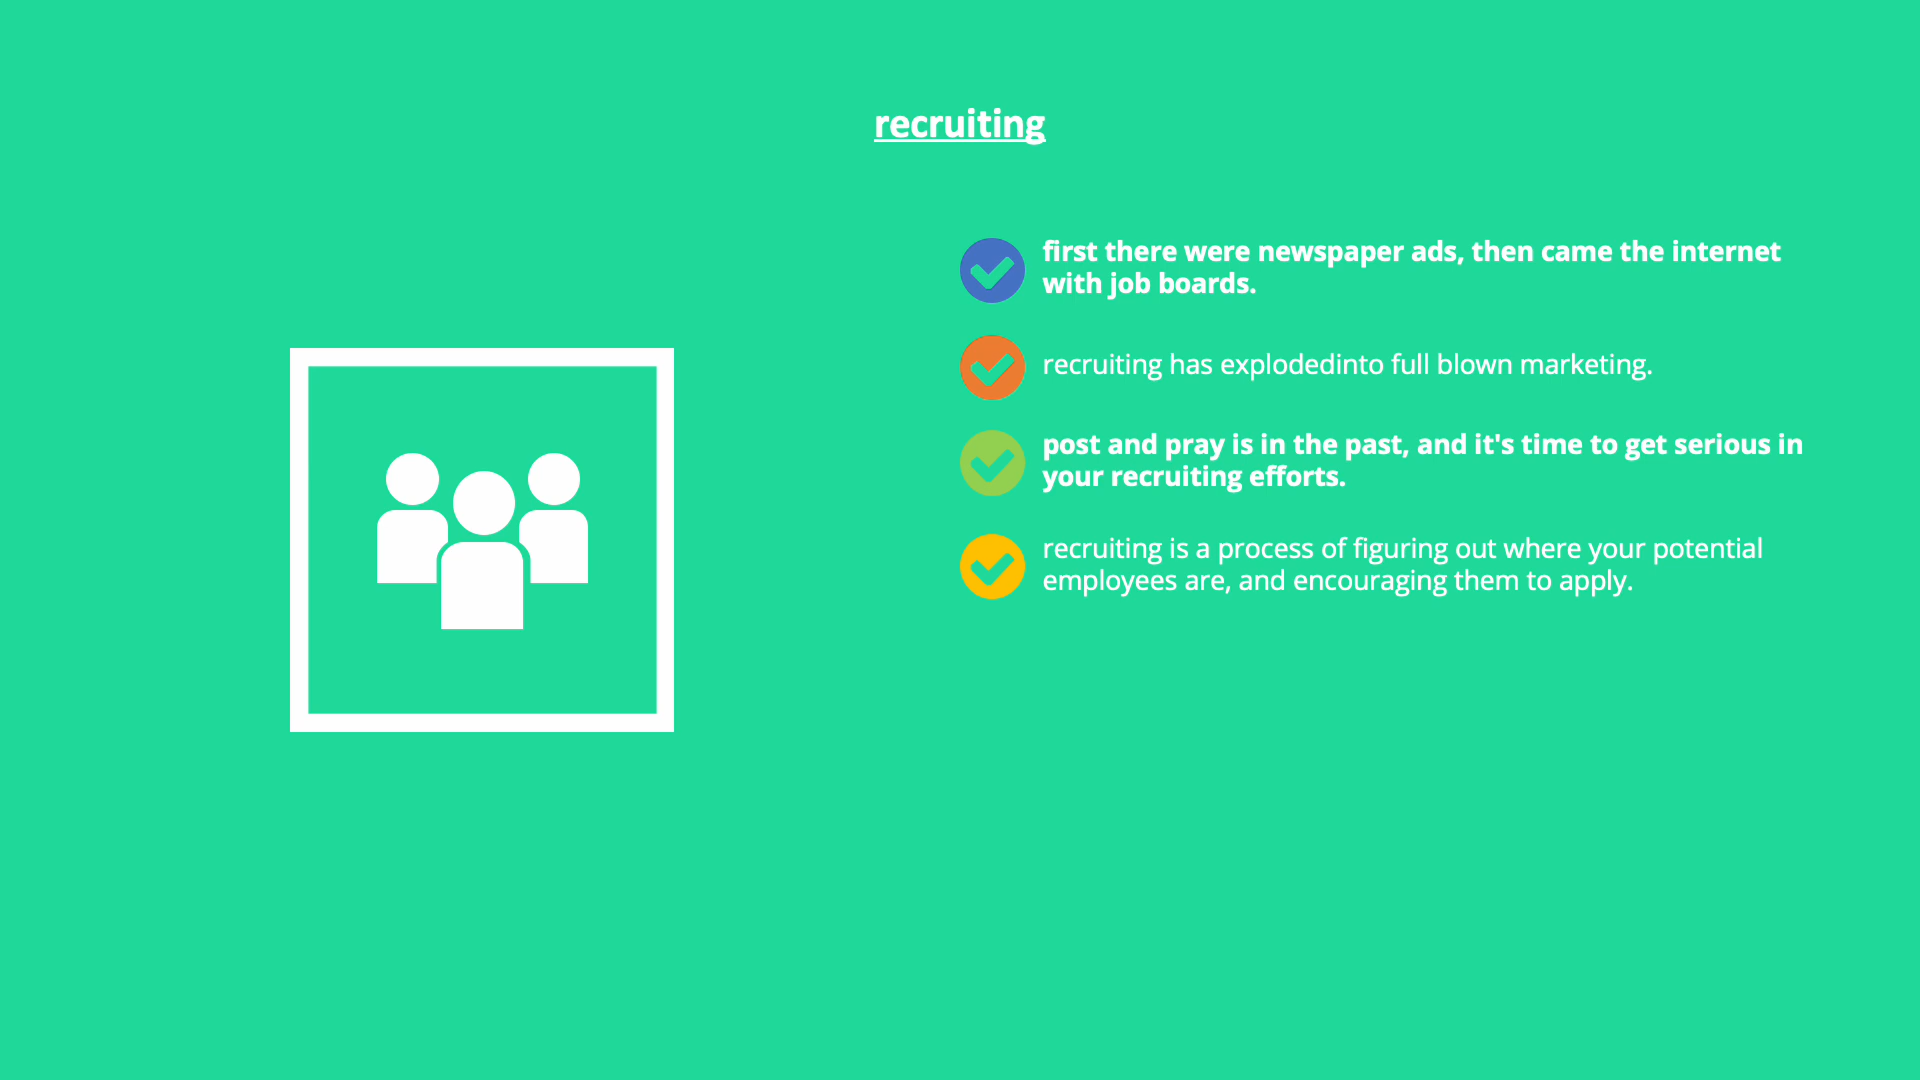 recruiting
first there were newspaper ads, then came the internet
with job boards.
recruiting has explodedinto full blown marketing.
post and pray is in the past, and it's time to get serious in
your recruiting efforts.
recruiting is a process of figuring out where your potential
employees are, and encouraging them to apply.